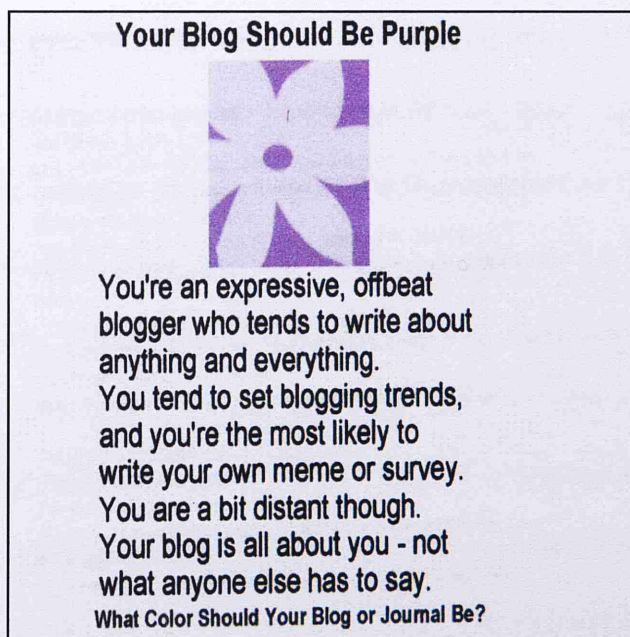 Your Blog Should Be Purple
You're an expressive, offbeat
blogger who tends to write about
anything and everything.
You tend to set blogging trends,
and you're the most likely to
write your own meme or survey.
You are a bit distant though.
Your blog is all about you - not
what anyone else has to say.
What Color Should Your Blog or Journal Be?